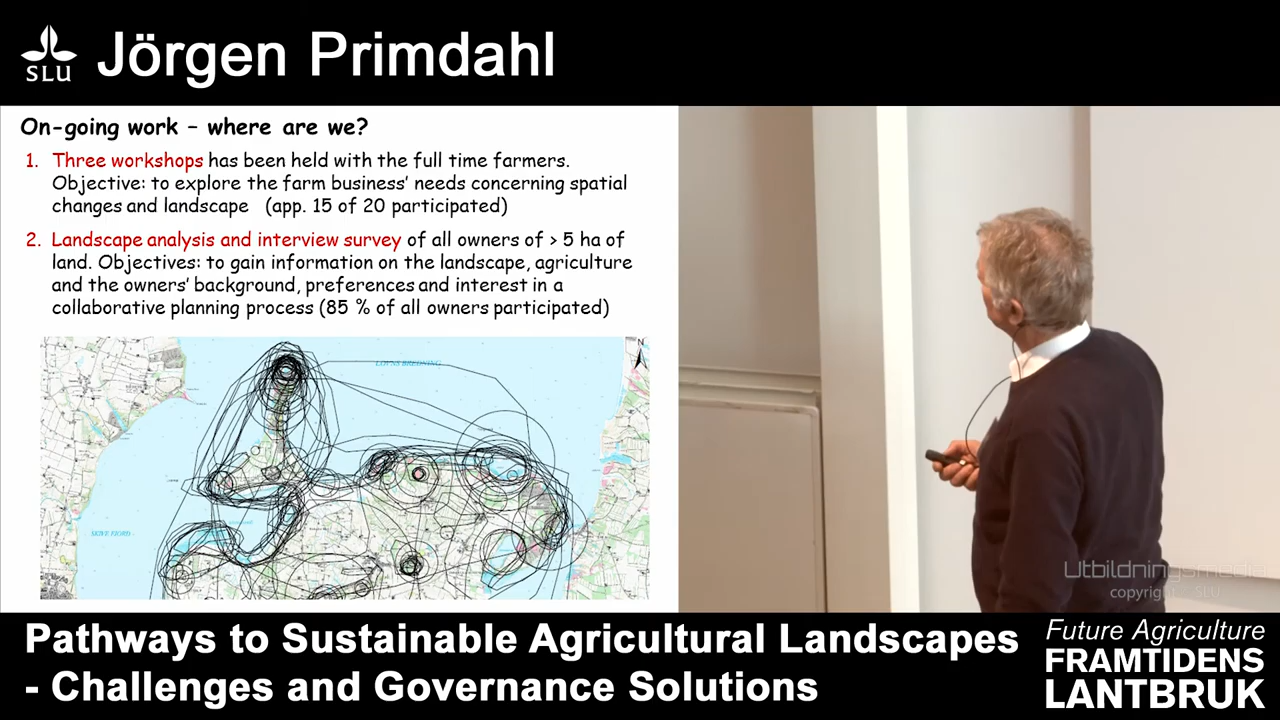 SLU
Jörgen Primdahl
On-going work – where are we?
1. Three workshops has been held with the full time farmers.
Objective: to explore the farm business' needs concerning spatial
changes and landscape (app. 15 of 20 participated)
2. Landscape analysis and interview survey of all owners of > 5 ha of
land. Objectives: to gain information on the landscape, agriculture
and the owners' background, preferences and interest in a
collaborative planning process (85 % of all owners participated)
N
LOVNS BREDNING
SKIVE FJORD
Utbildningsmedia
copyright SLU
Pathways to Sustainable Agricultural Landscapes
- Challenges and Governance Solutions
Future Agriculture
FRAMTIDENS
LANTBRUK